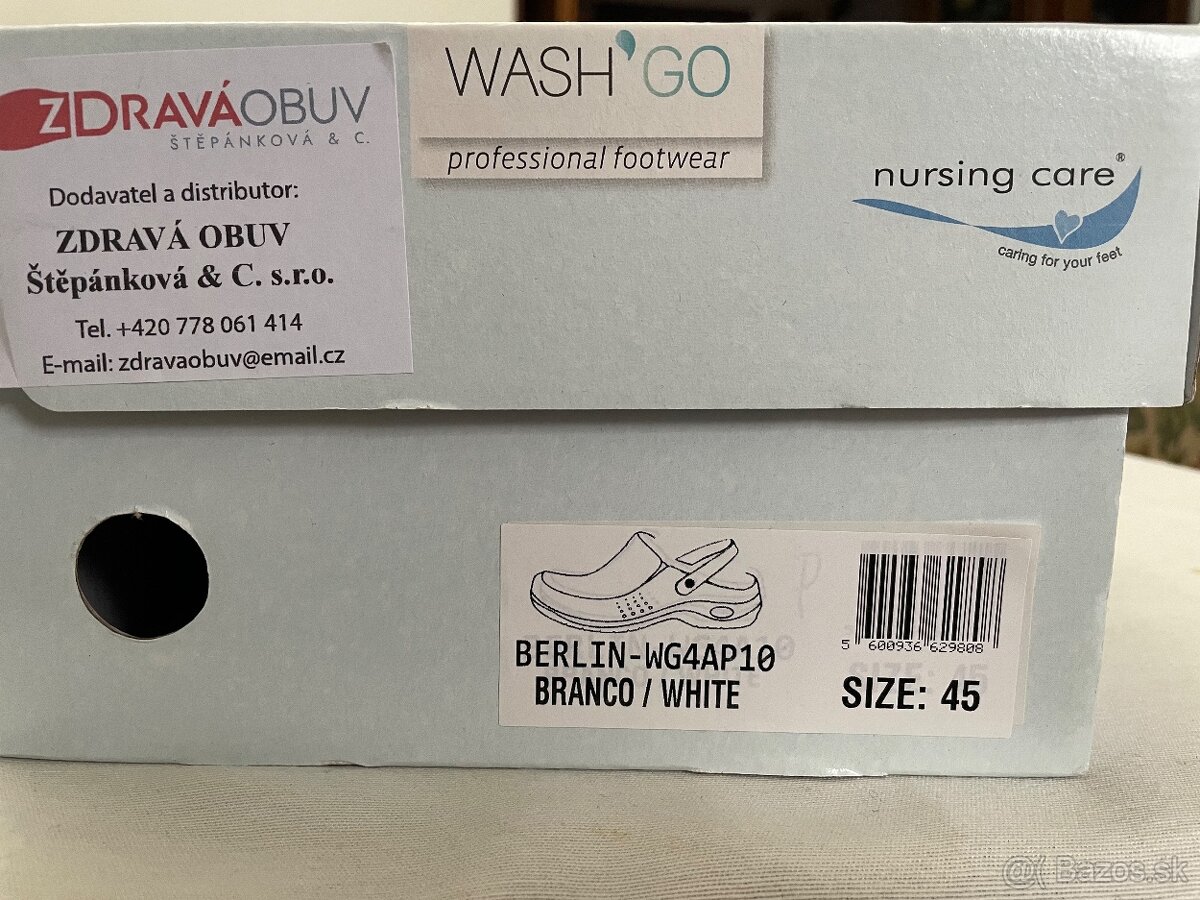 ZDRAVÁOBUV
ŠTĚPÁNKOVÁ & C.
Dodavatel a distributor:
ZDRAVÁ OBUV
Štěpánková & C. s.r.o.
Tel. +420 778 061 414
E-mail: zdravaobuv@email.cz
WASH'GO
professional footwear
nursing care®
caring for your feet
BERLIN-WG4AP10
BRANCO / WHITE
5 600936 629808
SIZE: 45
Bazos.sk